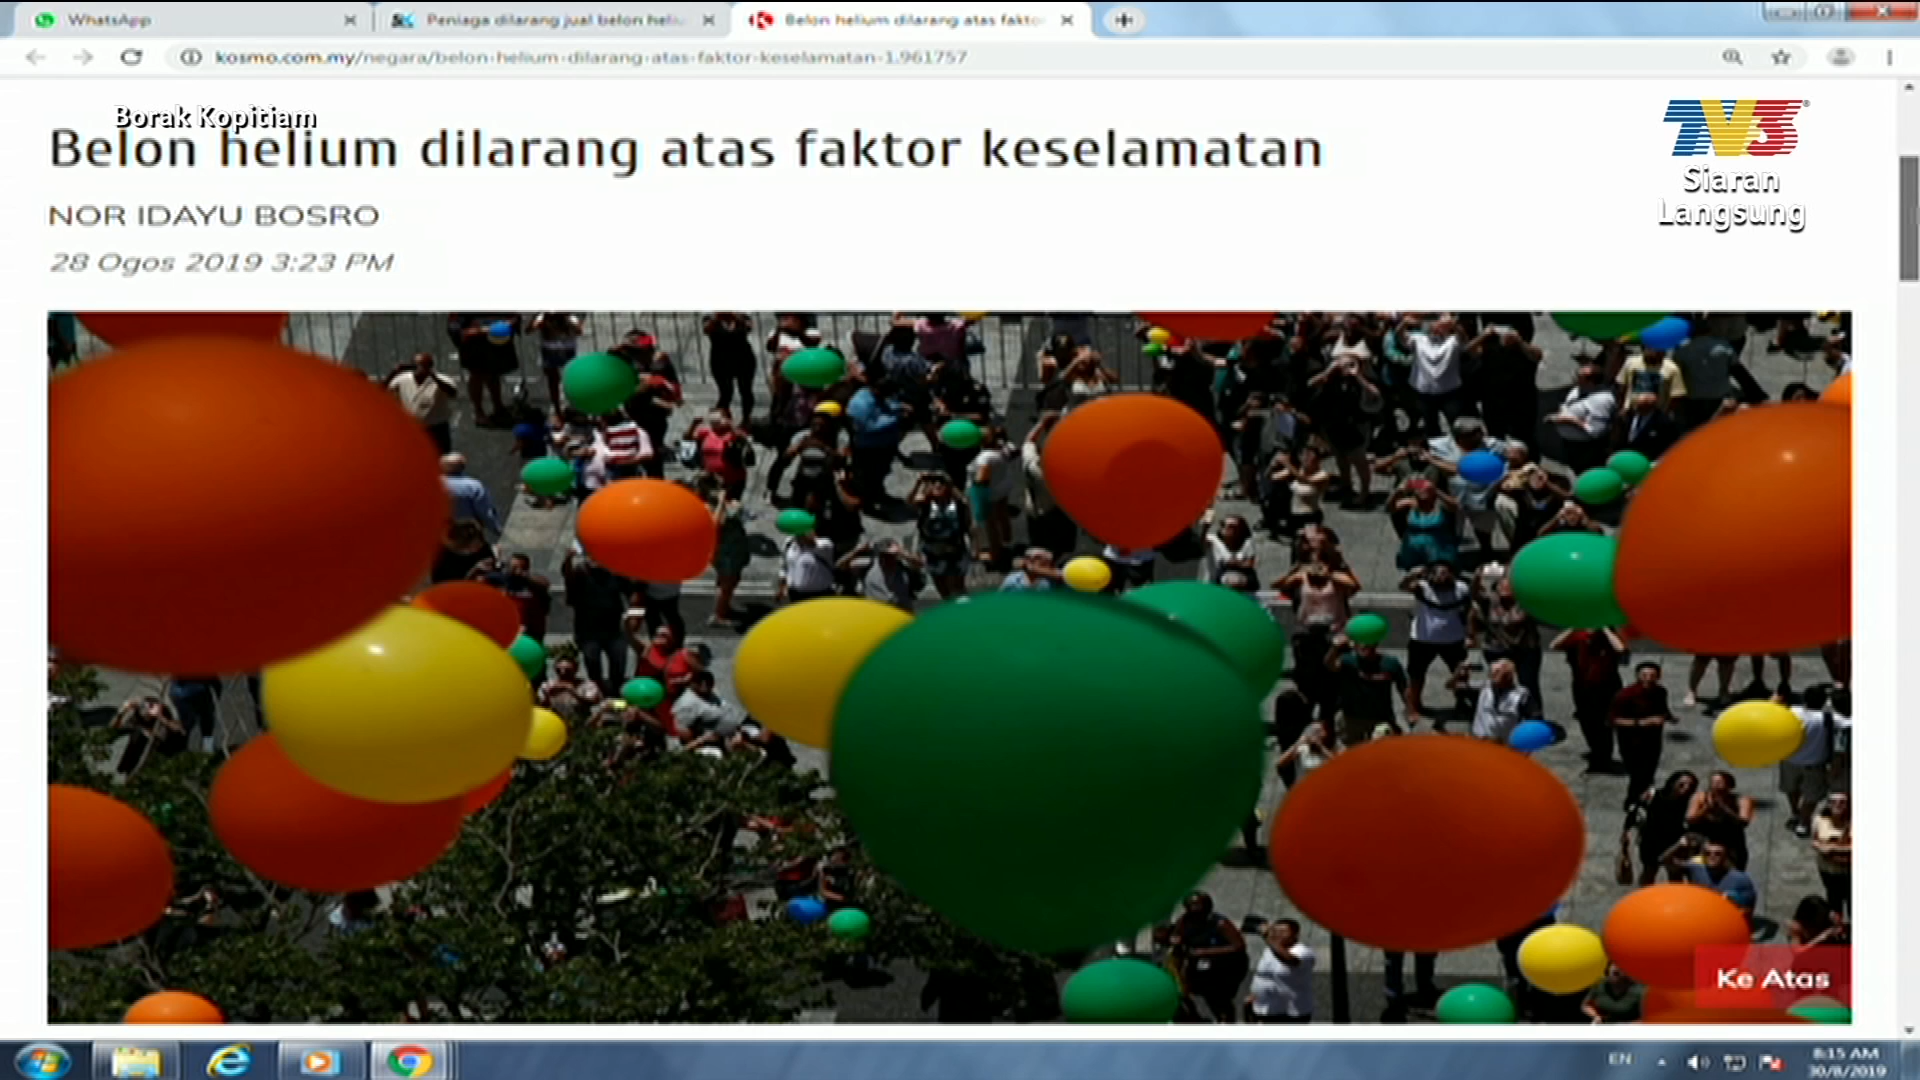 WhatsApp
Peniaga dilarang jual belon heliu
Belon helium dilarang atas fakto
kosmo.com.my/negara/belon-helium-dilarang-atas-faktor-keselamatan-1.961757
Borak Kopitiam
Belon helium dilarang atas faktor keselamatan
NOR IDAYU BOSRO
28 Ogos 2019 3:23 PM
TV3
Siaran
Langsung
Ke Atas
EN
8:15 AM
30/8/2019